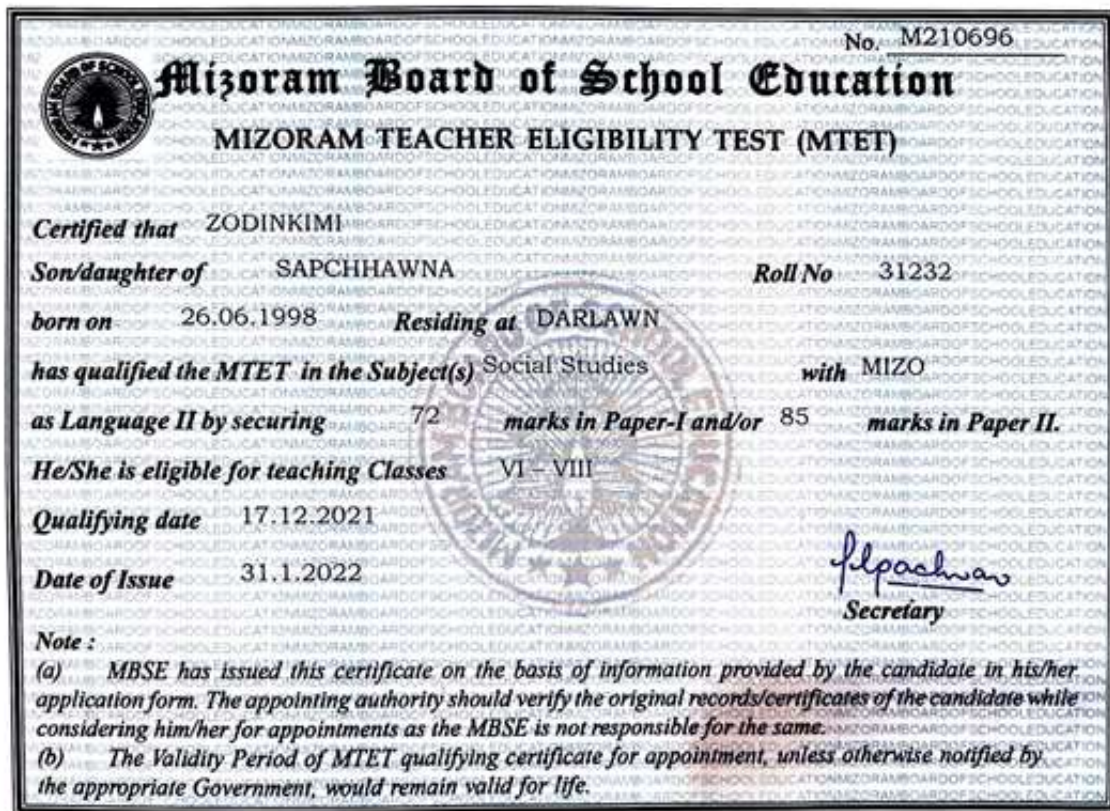 No. M210696
Mizoram Board of School Education
MIZORAM TEACHER ELIGIBILITY TEST (MTET)
Certified that ZODINKIMI
Son/daughter of SAPCHHAWNA Roll No 31232
born on 26.06.1998 Residing at DARLAWN
has qualified the MTET in the Subject(s) Social Studies with MIZO
as Language II by securing 72 marks in Paper-I and/or 85 marks in Paper II.
He/She is eligible for teaching Classes VI – VIII
Qualifying date 17.12.2021
Date of Issue 31.1.2022
Secretary
Note :
(a) MBSE has issued this certificate on the basis of information provided by the candidate in his/her
application form. The appointing authority should verify the original records/certificates of the candidate while
considering him/her for appointments as the MBSE is not responsible for the same.
(b) The Validity Period of MTET qualifying certificate for appointment, unless otherwise notified by
the appropriate Government, would remain valid for life.